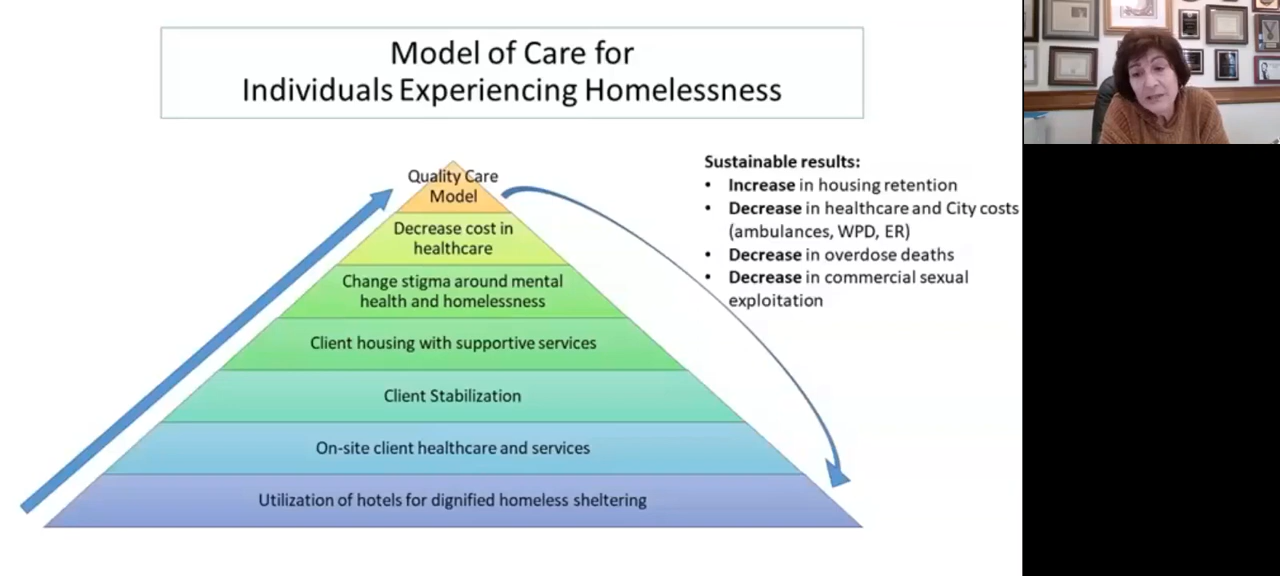 Model of Care for
Individuals Experiencing Homelessness
Quality Care
Model
Decrease cost in
healthcare
Change stigma around mental
health and homelessness
Client housing with supportive services
Client Stabilization
On-site client healthcare and services
Utilization of hotels for dignified homeless sheltering
Sustainable results:
• Increase in housing retention
• Decrease in healthcare and City costs
(ambulances, WPD, ER)
• Decrease in overdose deaths
• Decrease in commercial sexual
exploitation